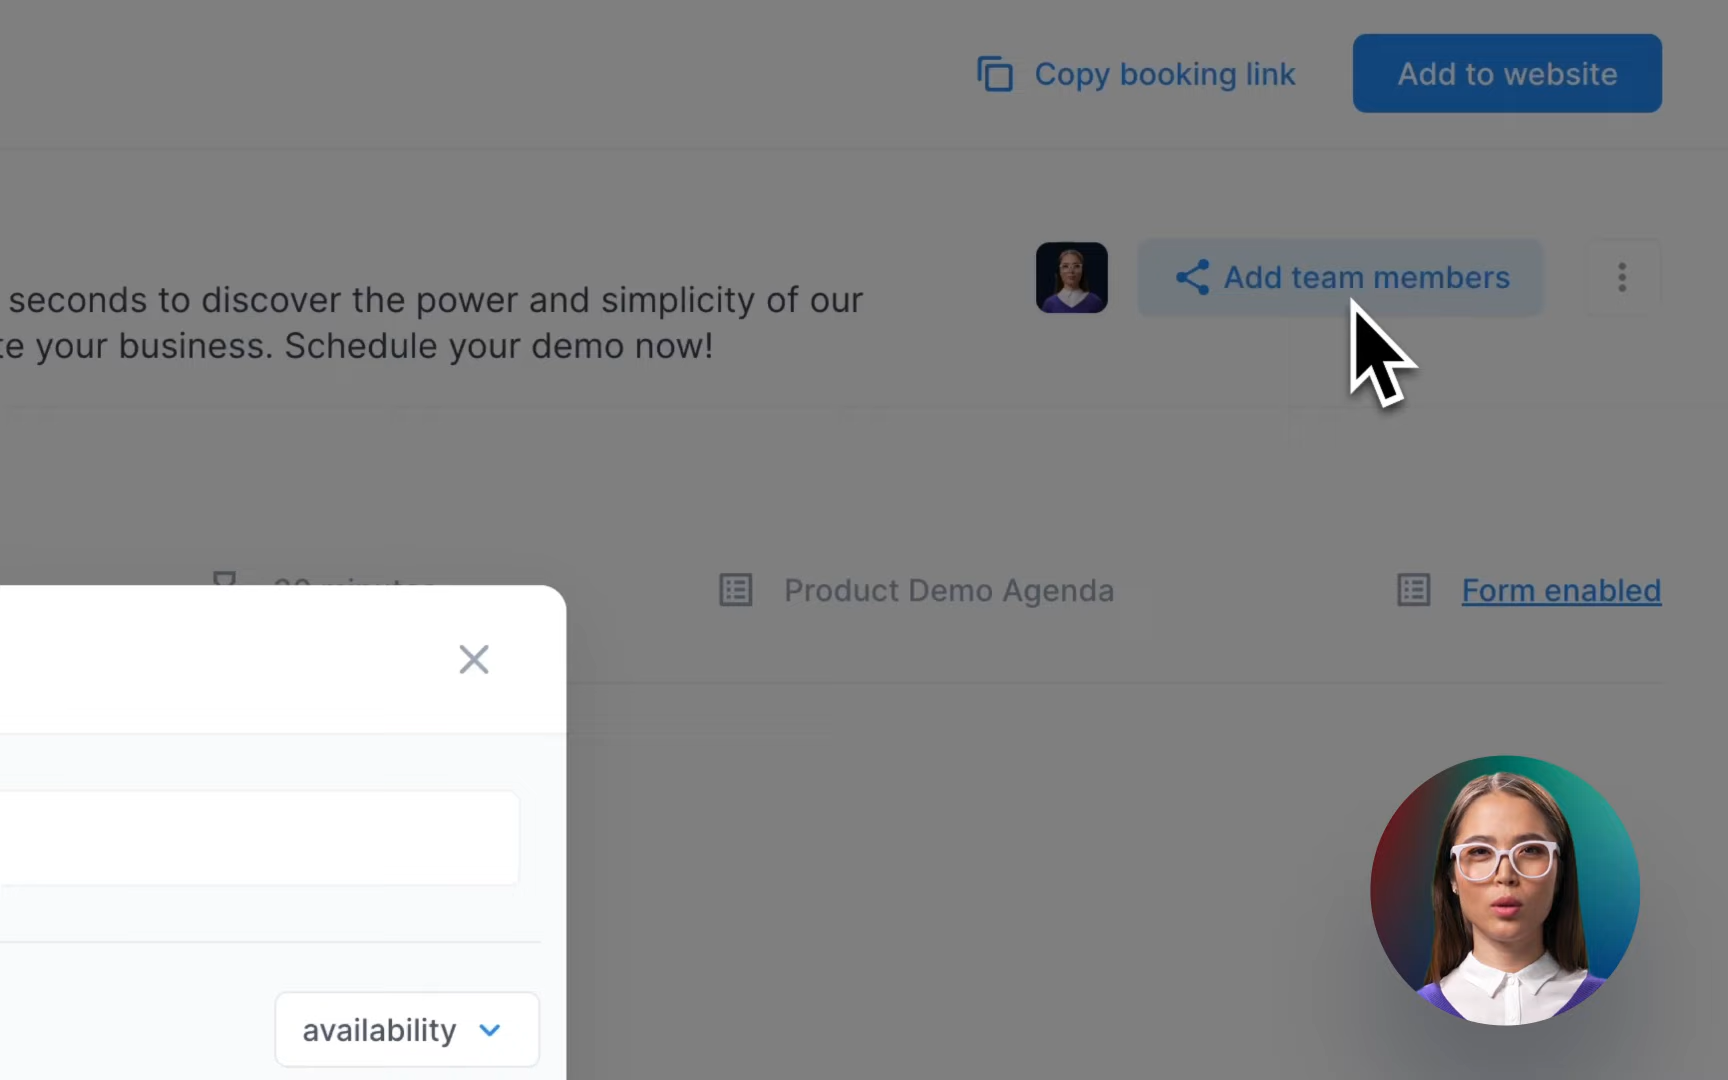 Copy booking link
Add to website
seconds to discover the power and simplicity of our
Add team members
your business. Schedule your demo now!
Product Demo Agenda
Form enabled
availability